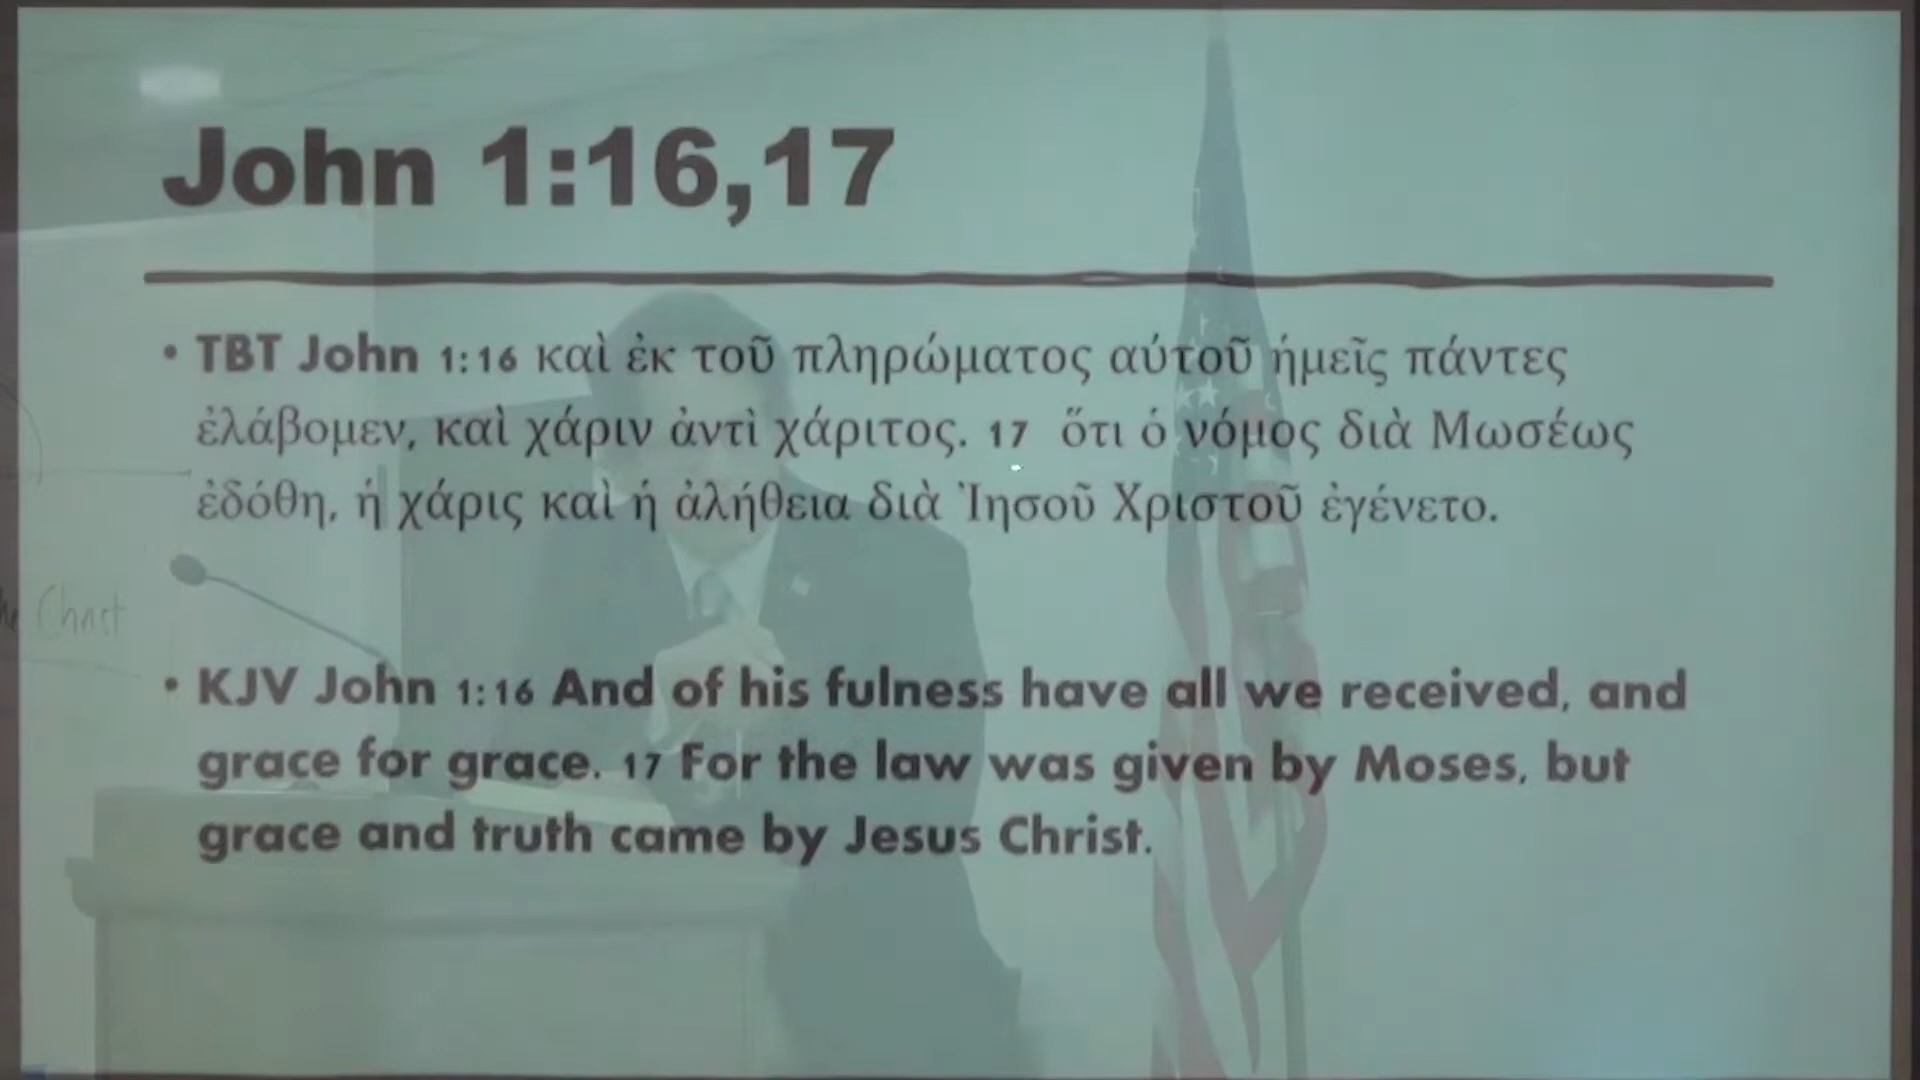 John 1:16,17
• TBT John 1:16 καὶ ἐκ τοῦ πληρώματος αὐτοῦ ἡμεῖς πάντες
ἐλάβομεν, καὶ χάριν ἀντὶ χάριτος. 17 ὅτι ὁ νόμος διὰ Μωσέως
ἐδόθη, ἡ χάρις καὶ ἡ ἀλήθεια διὰ Ἰησοῦ Χριστοῦ ἐγένετο.
he Christ
• KJV John 1:16 And of his fulness have all we received, and
grace for grace. 17 For the law was given by Moses, but
grace and truth came by Jesus Christ.